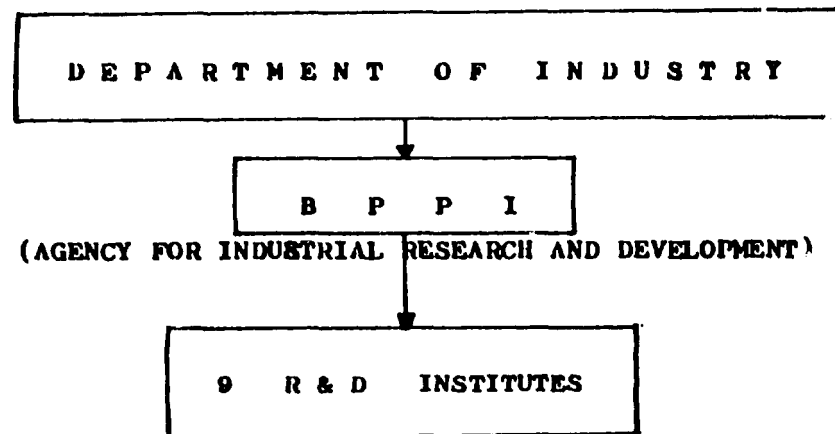 DEPARTMENT OF INDUSTRY
BPPI
(AGENCY FOR INDUSTRIAL RESEARCH AND DEVELOPMENT)
9 R&D INSTITUTES